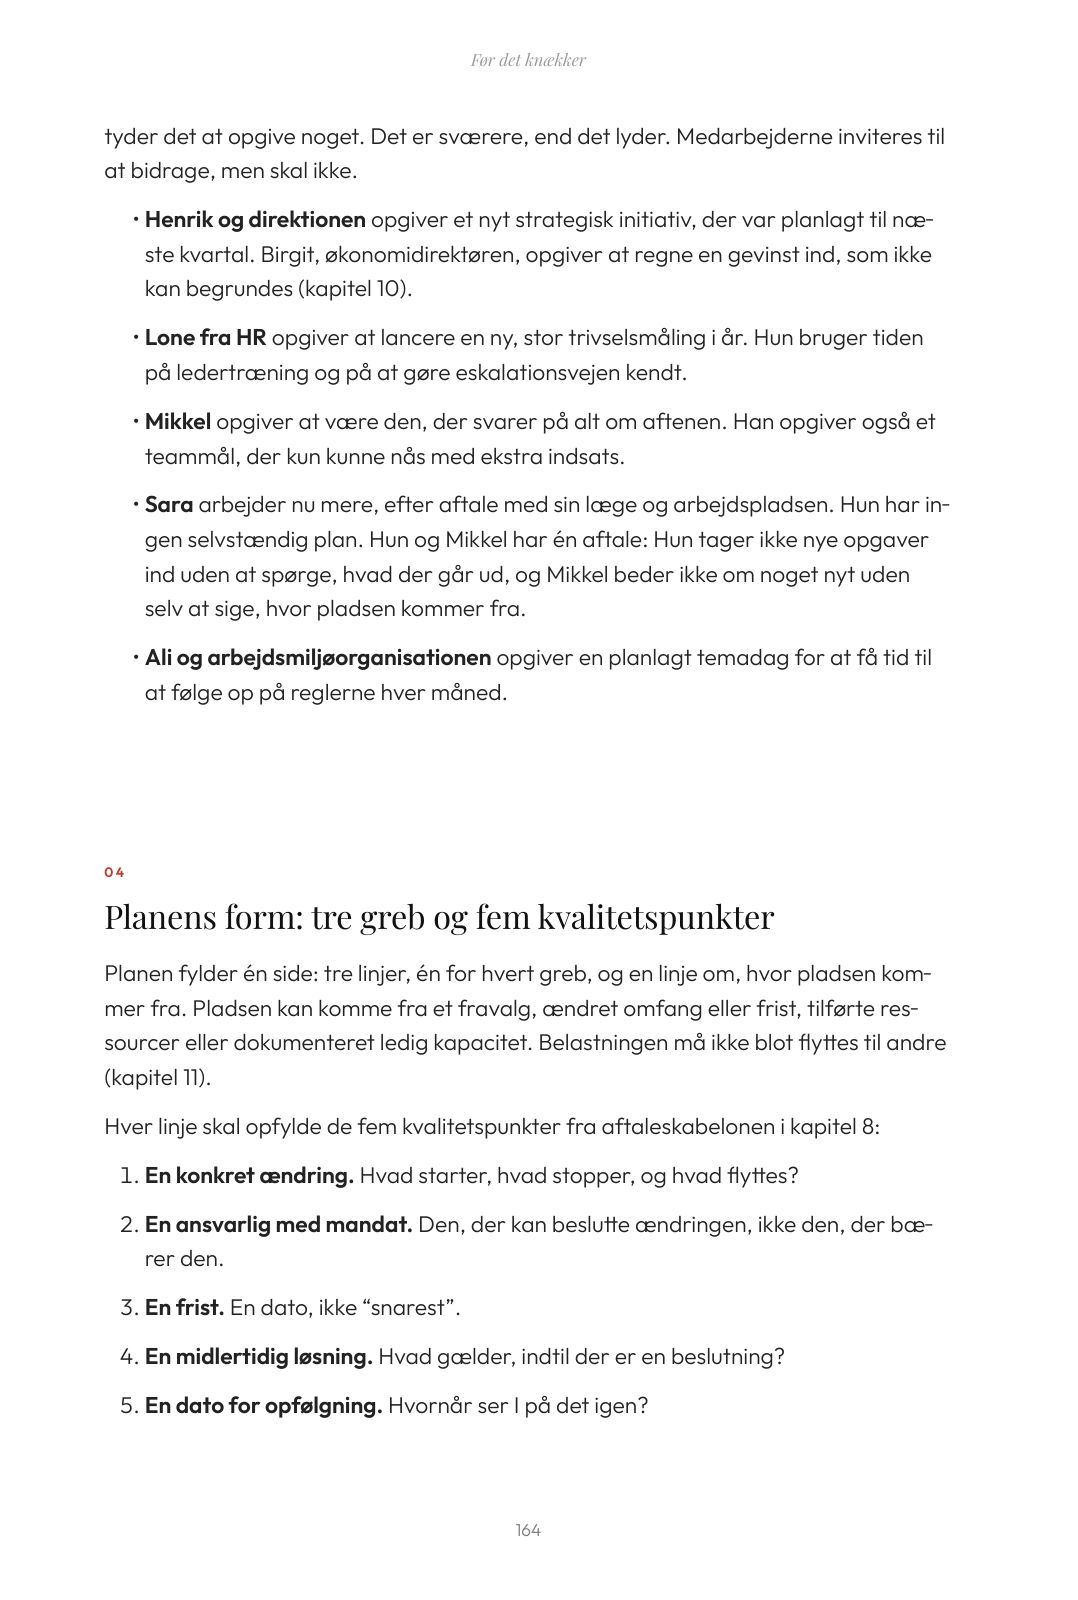 Før det knækker
tyder det at opgive noget. Det er sværere, end det lyder. Medarbejderne inviteres til
at bidrage, men skal ikke.
• Henrik og direktionen opgiver et nyt strategisk initiativ, der var planlagt til næ-
ste kvartal. Birgit, økonomidirektøren, opgiver at regne en gevinst ind, som ikke
kan begrundes (kapitel 10).
• Lone fra HR opgiver at lancere en ny, stor trivselsmåling i år. Hun bruger tiden
på ledertræning og på at gøre eskalationsvejen kendt.
• Mikkel opgiver at være den, der svarer på alt om aftenen. Han opgiver også et
teammål, der kun kunne nås med ekstra indsats.
• Sara arbejder nu mere, efter aftale med sin læge og arbejdspladsen. Hun har in-
gen selvstændig plan. Hun og Mikkel har én aftale: Hun tager ikke nye opgaver
ind uden at spørge, hvad der går ud, og Mikkel beder ikke om noget nyt uden
selv at sige, hvor pladsen kommer fra.
• Ali og arbejdsmiljøorganisationen opgiver en planlagt temadag for at få tid til
at følge op på reglerne hver måned.
04
Planens form: tre greb og fem kvalitetspunkter
Planen fylder én side: tre linjer, én for hvert greb, og en linje om, hvor pladsen kom-
mer fra. Pladsen kan komme fra et fravalg, ændret omfang eller frist, tilførte res-
sourcer eller dokumenteret ledig kapacitet. Belastningen må ikke blot flyttes til andre
(kapitel 11).
Hver linje skal opfylde de fem kvalitetspunkter fra aftaleskabelonen i kapitel 8:
1. En konkret ændring. Hvad starter, hvad stopper, og hvad flyttes?
2. En ansvarlig med mandat. Den, der kan beslutte ændringen, ikke den, der bæ-
rer den.
3. En frist. En dato, ikke “snarest”.
4. En midlertidig løsning. Hvad gælder, indtil der er en beslutning?
5. En dato for opfølgning. Hvornår ser I på det igen?
164